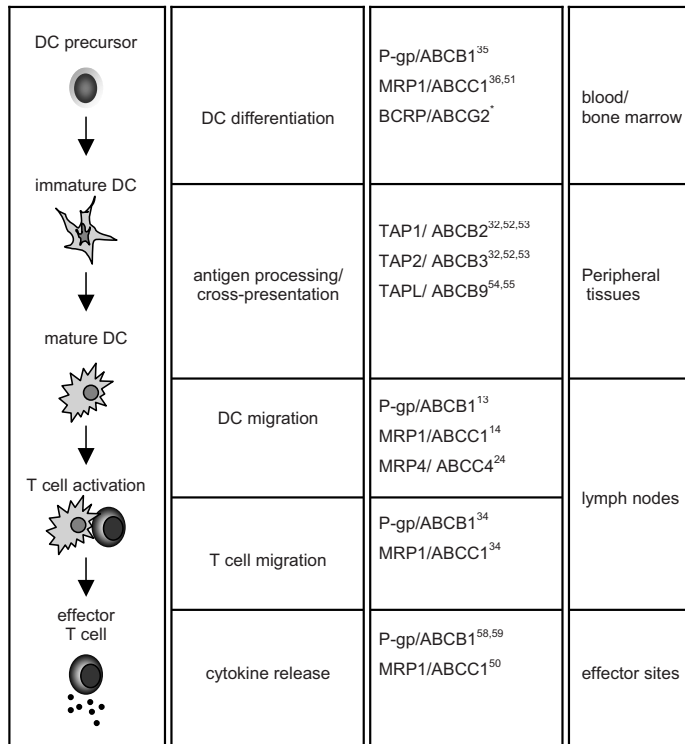 DC precursor
immature DC
mature DC
T cell activation
effector
T cell
DC differentiation
antigen processing/
cross-presentation
DC migration
T cell migration
cytokine release
P-gp/ABCB1³⁵
MRP1/ABCC1³⁶,⁵¹
BCRP/ABCG2*
TAP1/ ABCB2³²,⁵²,⁵³
TAP2/ ABCB3³²,⁵²,⁵³
TAPL/ ABCB9⁵⁴,⁵⁵
P-gp/ABCB1¹³
MRP1/ABCC1¹⁴
MRP4/ ABCC4²⁴
P-gp/ABCB1³⁴
MRP1/ABCC1³⁴
P-gp/ABCB1⁵⁸,⁵⁹
MRP1/ABCC1⁵⁰
blood/
bone marrow
Peripheral
tissues
lymph nodes
effector sites